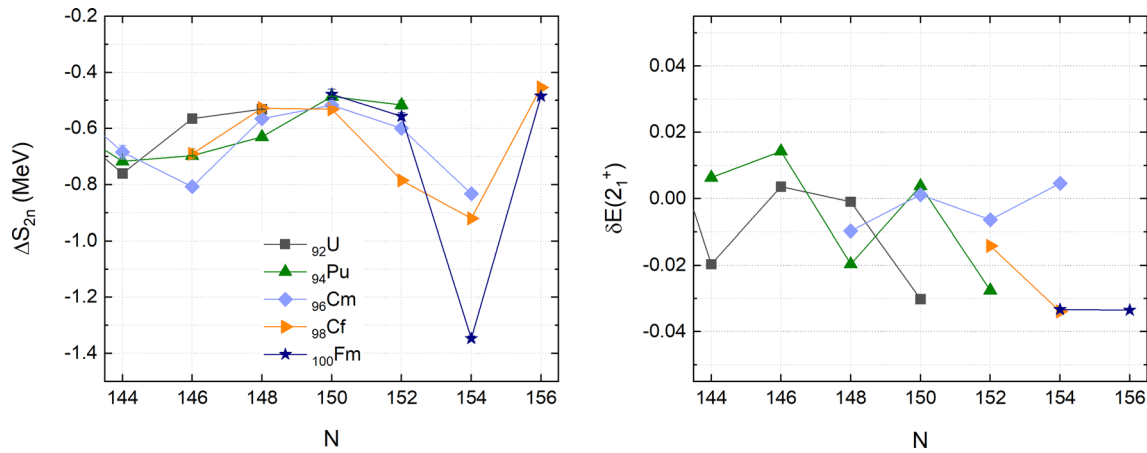 -0.2
-0.4
-0.6
-0.8
-1.0
-1.2
-1.4
ΔS₂ₙ (MeV)
₉₂U
₉₄Pu
₉₆Cm
₉₈Cf
₁₀₀Fm
144 146 148 150 152 154 156
N
0.04
0.02
0.00
-0.02
-0.04
δE(2₁⁺)
144 146 148 150 152 154 156
N